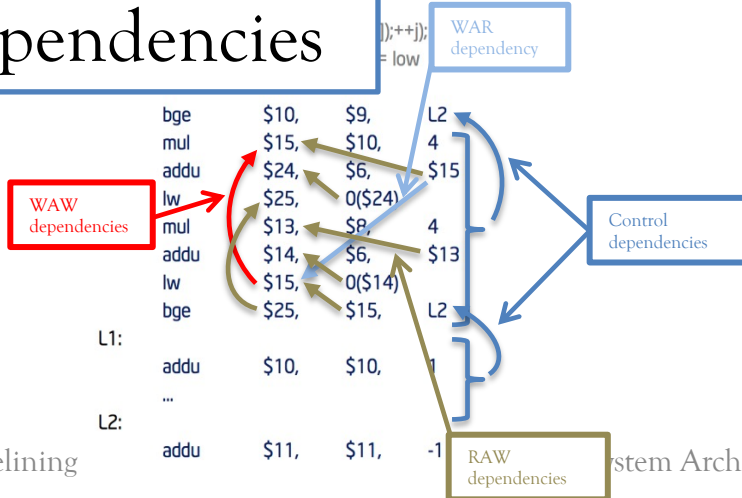 pendencies
]);++j);
= low
WAR
dependency
bge $10, $9, L2
mul $15, $10, 4
addu $24, $6, $15
lw $25, 0($24)
mul $13, $8, 4
addu $14, $6, $13
lw $15, 0($14)
bge $25, $15, L2
L1:
addu $10, $10, 1
...
L2:
addu $11, $11, -1
WAW
dependencies
Control
dependencies
RAW
dependencies
elining
ystem Arch